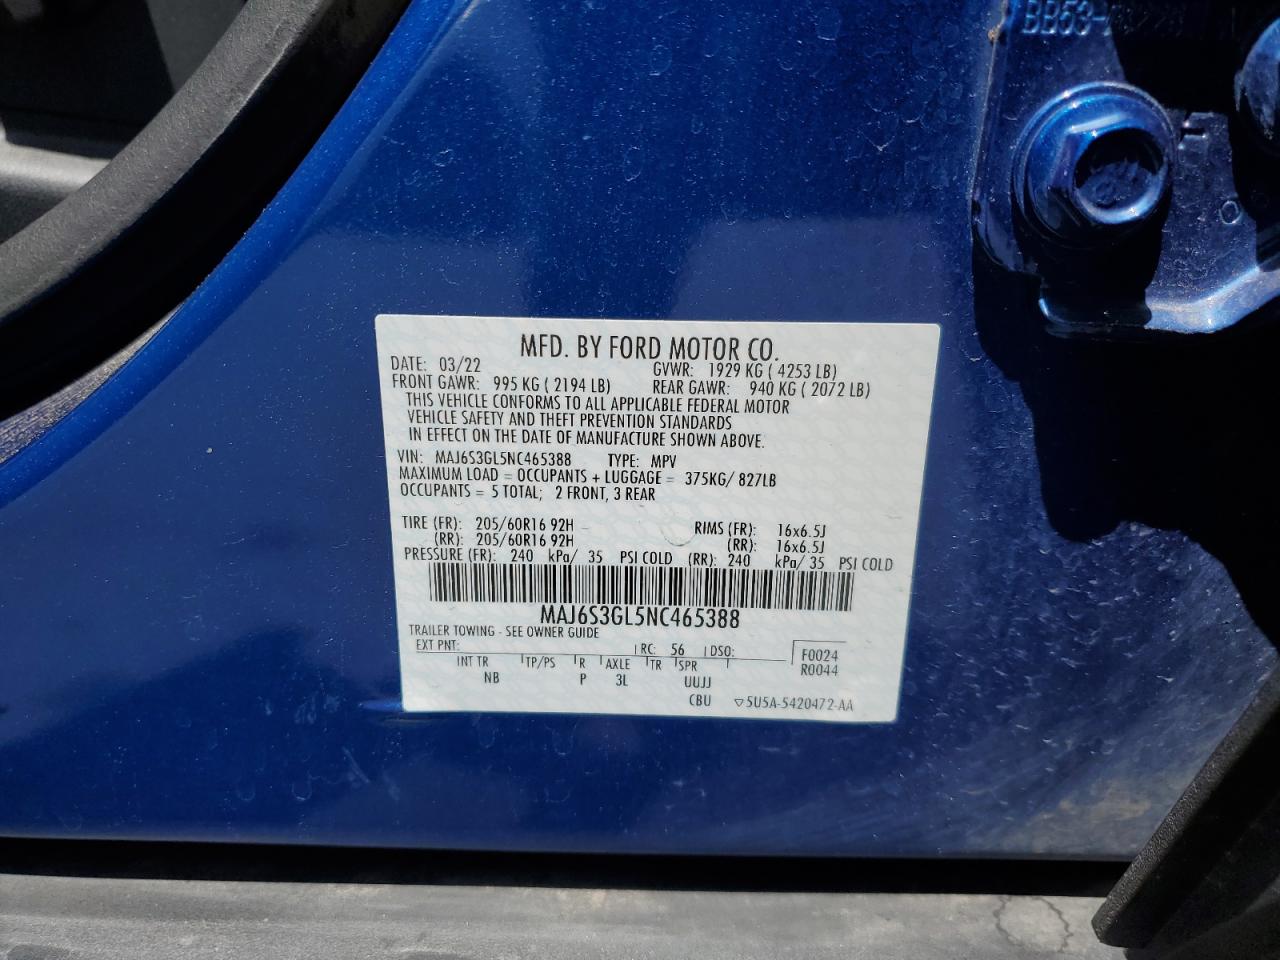 MFD. BY FORD MOTOR CO.
DATE: 03/22 GVWR: 1929 KG ( 4253 LB)
FRONT GAWR: 995 KG ( 2194 LB) REAR GAWR: 940 KG ( 2072 LB)
THIS VEHICLE CONFORMS TO ALL APPLICABLE FEDERAL MOTOR
VEHICLE SAFETY AND THEFT PREVENTION STANDARDS
IN EFFECT ON THE DATE OF MANUFACTURE SHOWN ABOVE.
VIN: MAJ6S3GL5NC465388 TYPE: MPV
MAXIMUM LOAD = OCCUPANTS + LUGGAGE = 375KG/ 827LB
OCCUPANTS = 5 TOTAL; 2 FRONT, 3 REAR
TIRE (FR): 205/60R16 92H RIMS (FR): 16x6.5J
(RR): 205/60R16 92H (RR): 16x6.5J
PRESSURE (FR): 240 kPa/ 35 PSI COLD (RR): 240 kPa/ 35 PSI COLD
MAJ6S3GL5NC465388
TRAILER TOWING - SEE OWNER GUIDE
EXT PNT: RC: 56 DSO: F0024
R0044
INT TR TP/PS R AXLE TR SPR
NB P 3L UUJJ
CBU ▽5U5A-5420472-AA